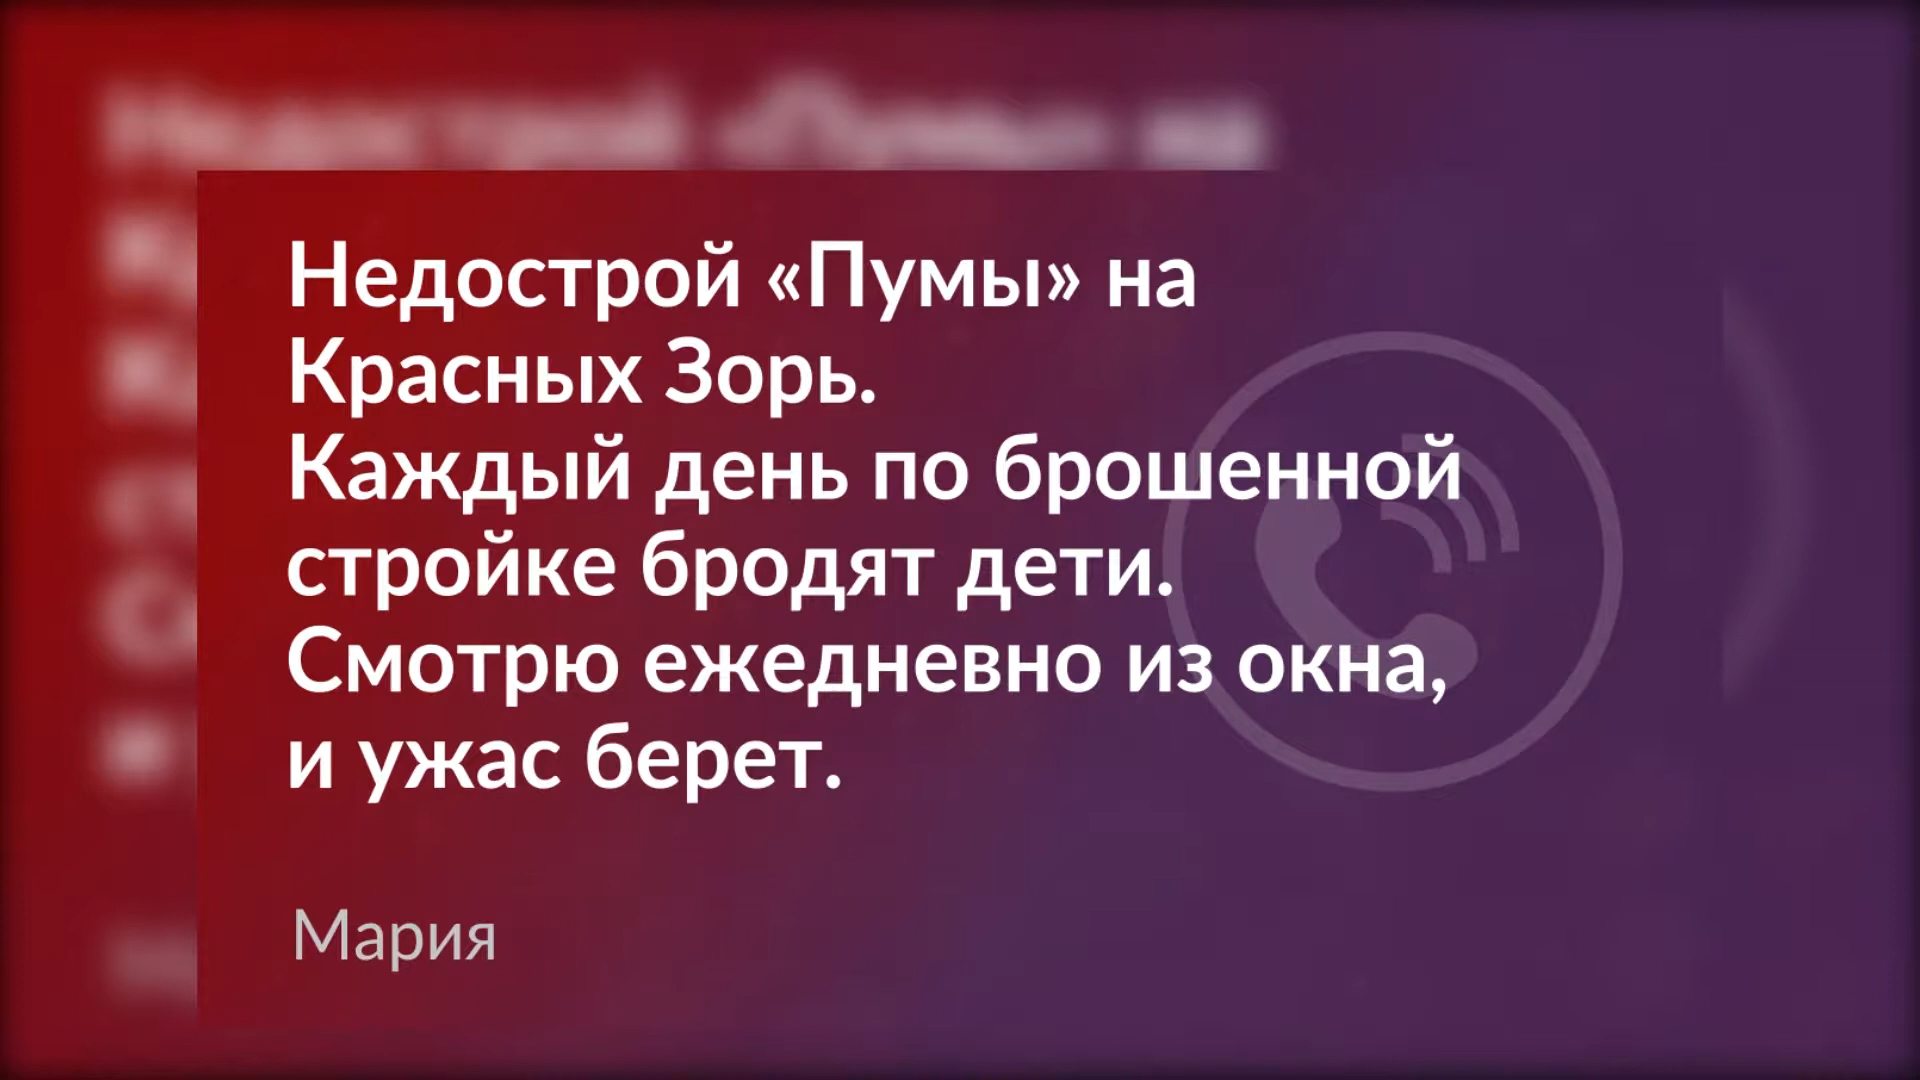 Недострой «Пумы» на
Красных Зорь.
Каждый день по брошенной
стройке бродят дети.
Смотрю ежедневно из окна,
и ужас берет.
Мария